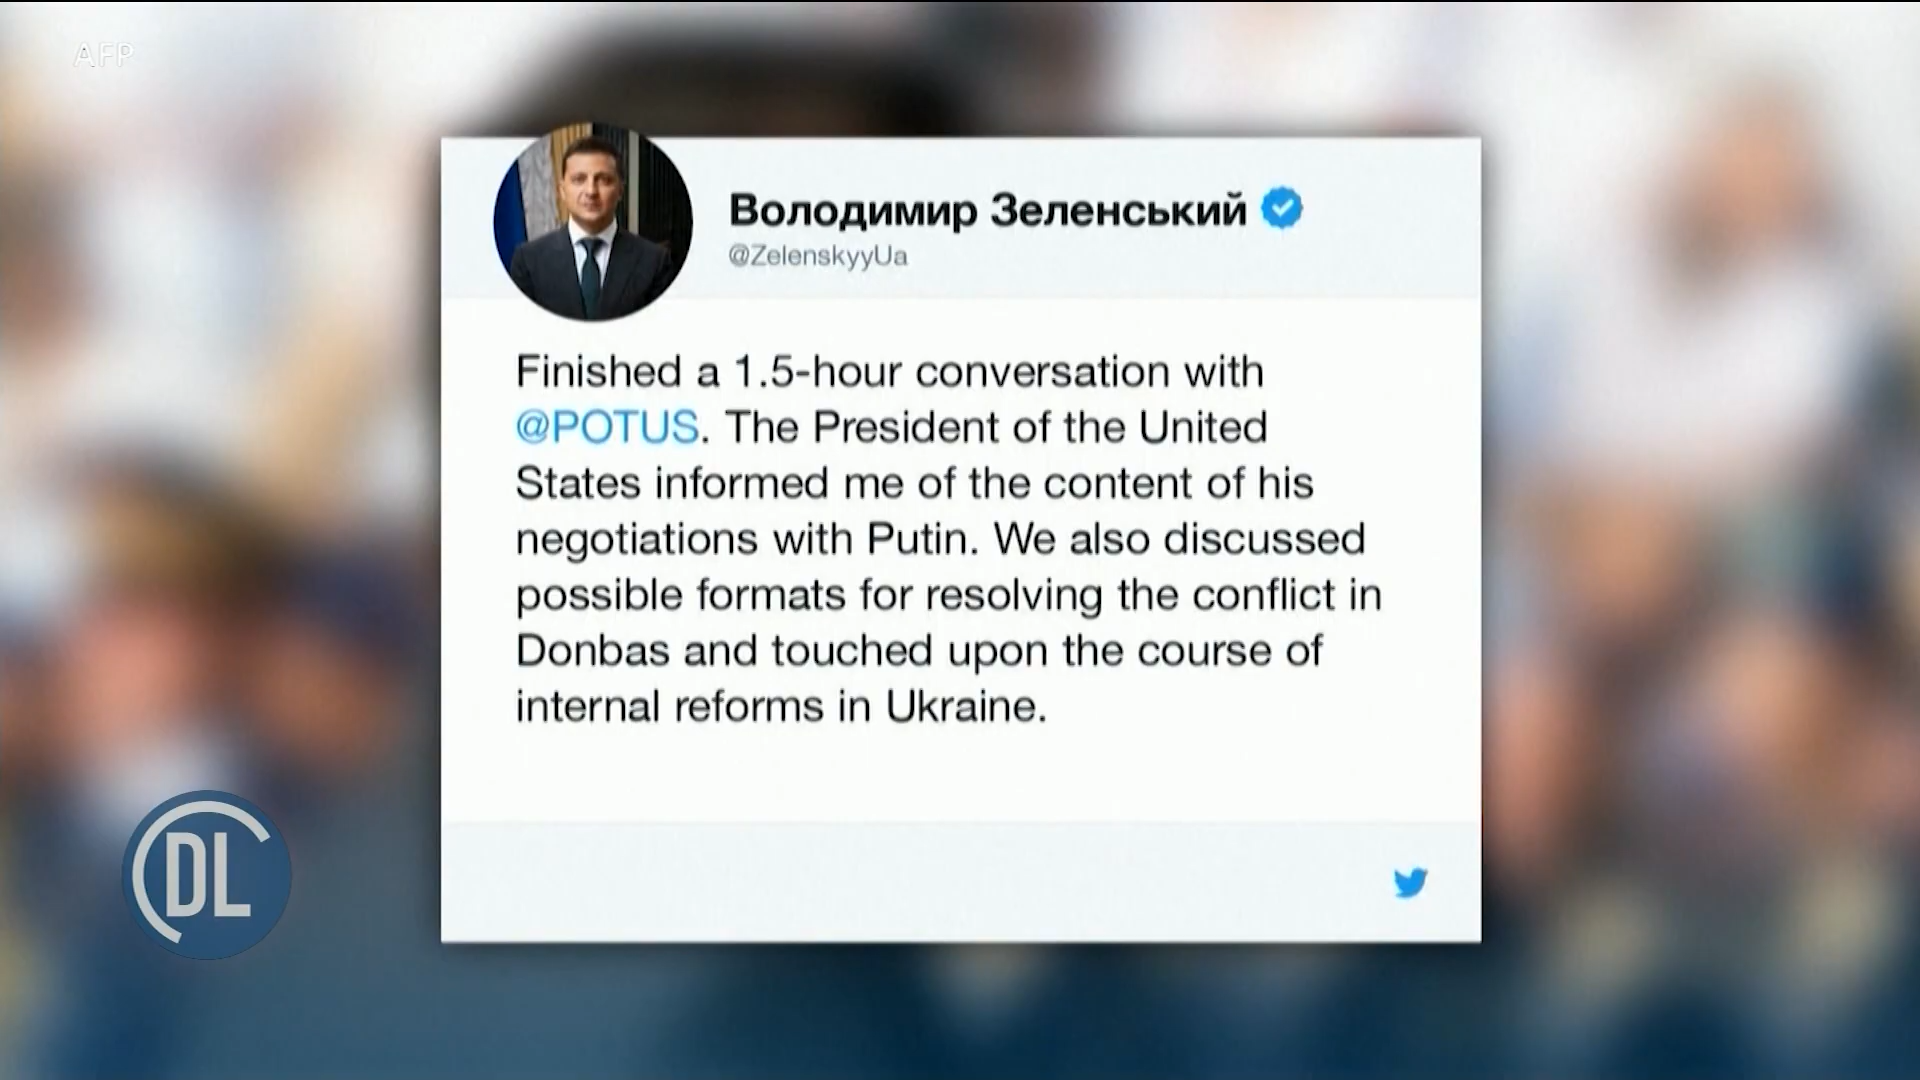 AFP
Володимир Зеленський
@ZelenskyyUa
Finished a 1.5-hour conversation with
@POTUS. The President of the United
States informed me of the content of his
negotiations with Putin. We also discussed
possible formats for resolving the conflict in
Donbas and touched upon the course of
internal reforms in Ukraine.
DL